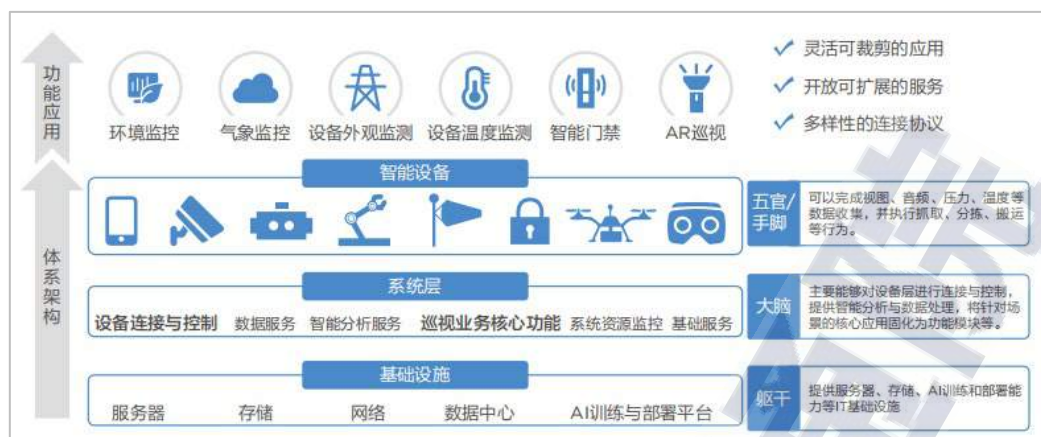 功能应用
环境监控 气象监控 设备外观监测 设备温度监测 智能门禁 AR巡视
✓ 灵活可裁剪的应用
✓ 开放可扩展的服务
✓ 多样性的连接协议
体系架构
智能设备
五官/
手脚
可以完成视图、音频、压力、温度等
数据收集，并执行抓取、分拣、搬运
等行为。
系统层
设备连接与控制 数据服务 智能分析服务 巡视业务核心功能 系统资源监控 基础服务
大脑
主要能够对设备层进行连接与控制，
提供智能分析与数据处理，将针对场
景的核心应用固化为功能模块等。
基础设施
服务器 存储 网络 数据中心 AI训练与部署平台
躯干
提供服务器、存储、AI训练和部署能
力等IT基础设施